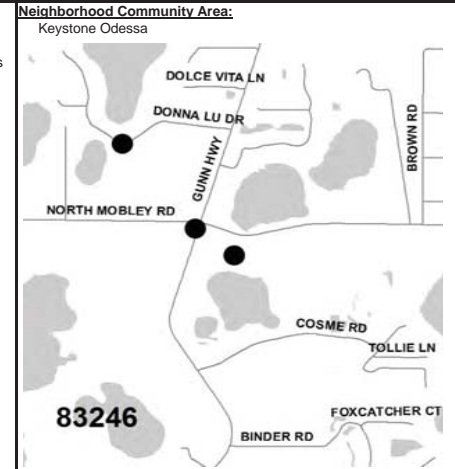 Neighborhood Community Area:
Keystone Odessa
s
DOLCE VITA LN
DONNA LU DR
GUNN HWY
BROWN RD
NORTH MOBLEY RD
COSME RD
TOLLIE LN
83246
FOXCATCHER CT
BINDER RD